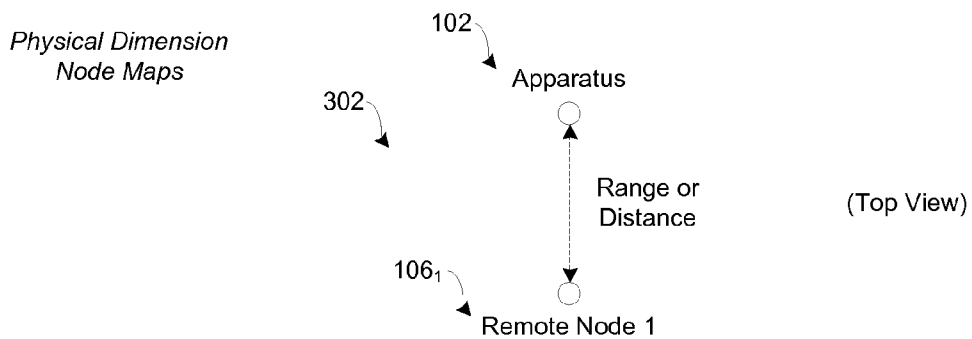 Physical Dimension
Node Maps
102
Apparatus
302
Range or
Distance
(Top View)
106₁
Remote Node 1